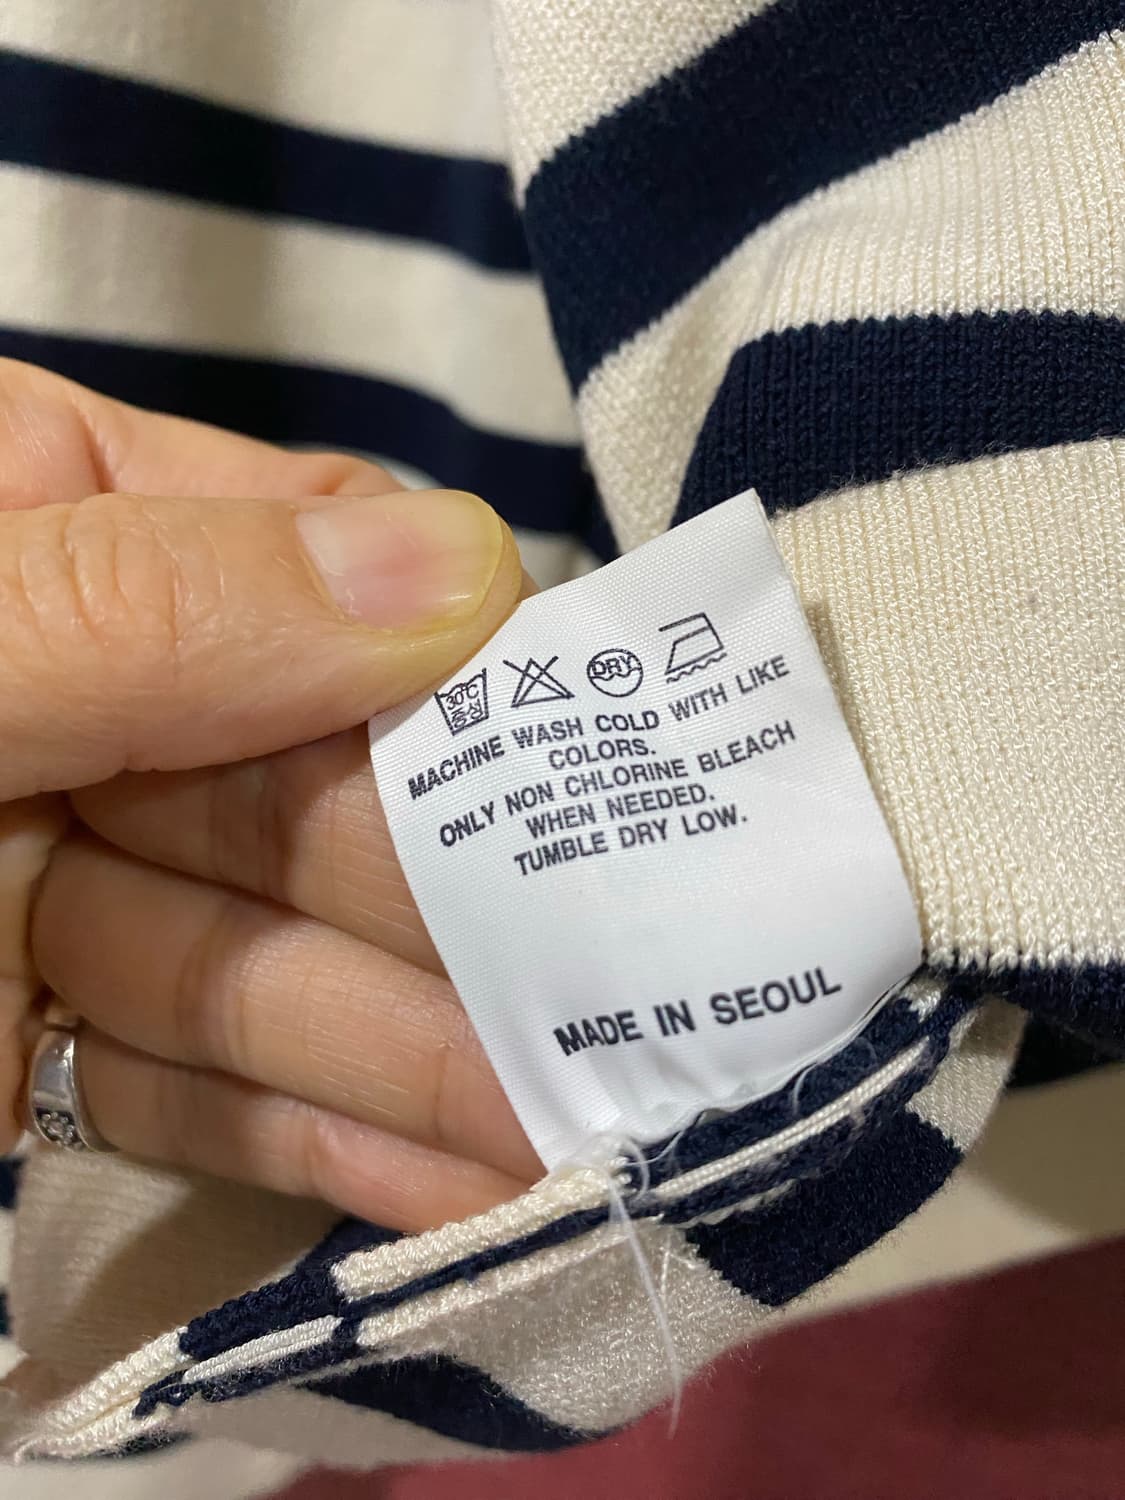 30°C
중성
DRY
MACHINE WASH COLD WITH LIKE
COLORS.
ONLY NON CHLORINE BLEACH
WHEN NEEDED.
TUMBLE DRY LOW.
MADE IN SEOUL